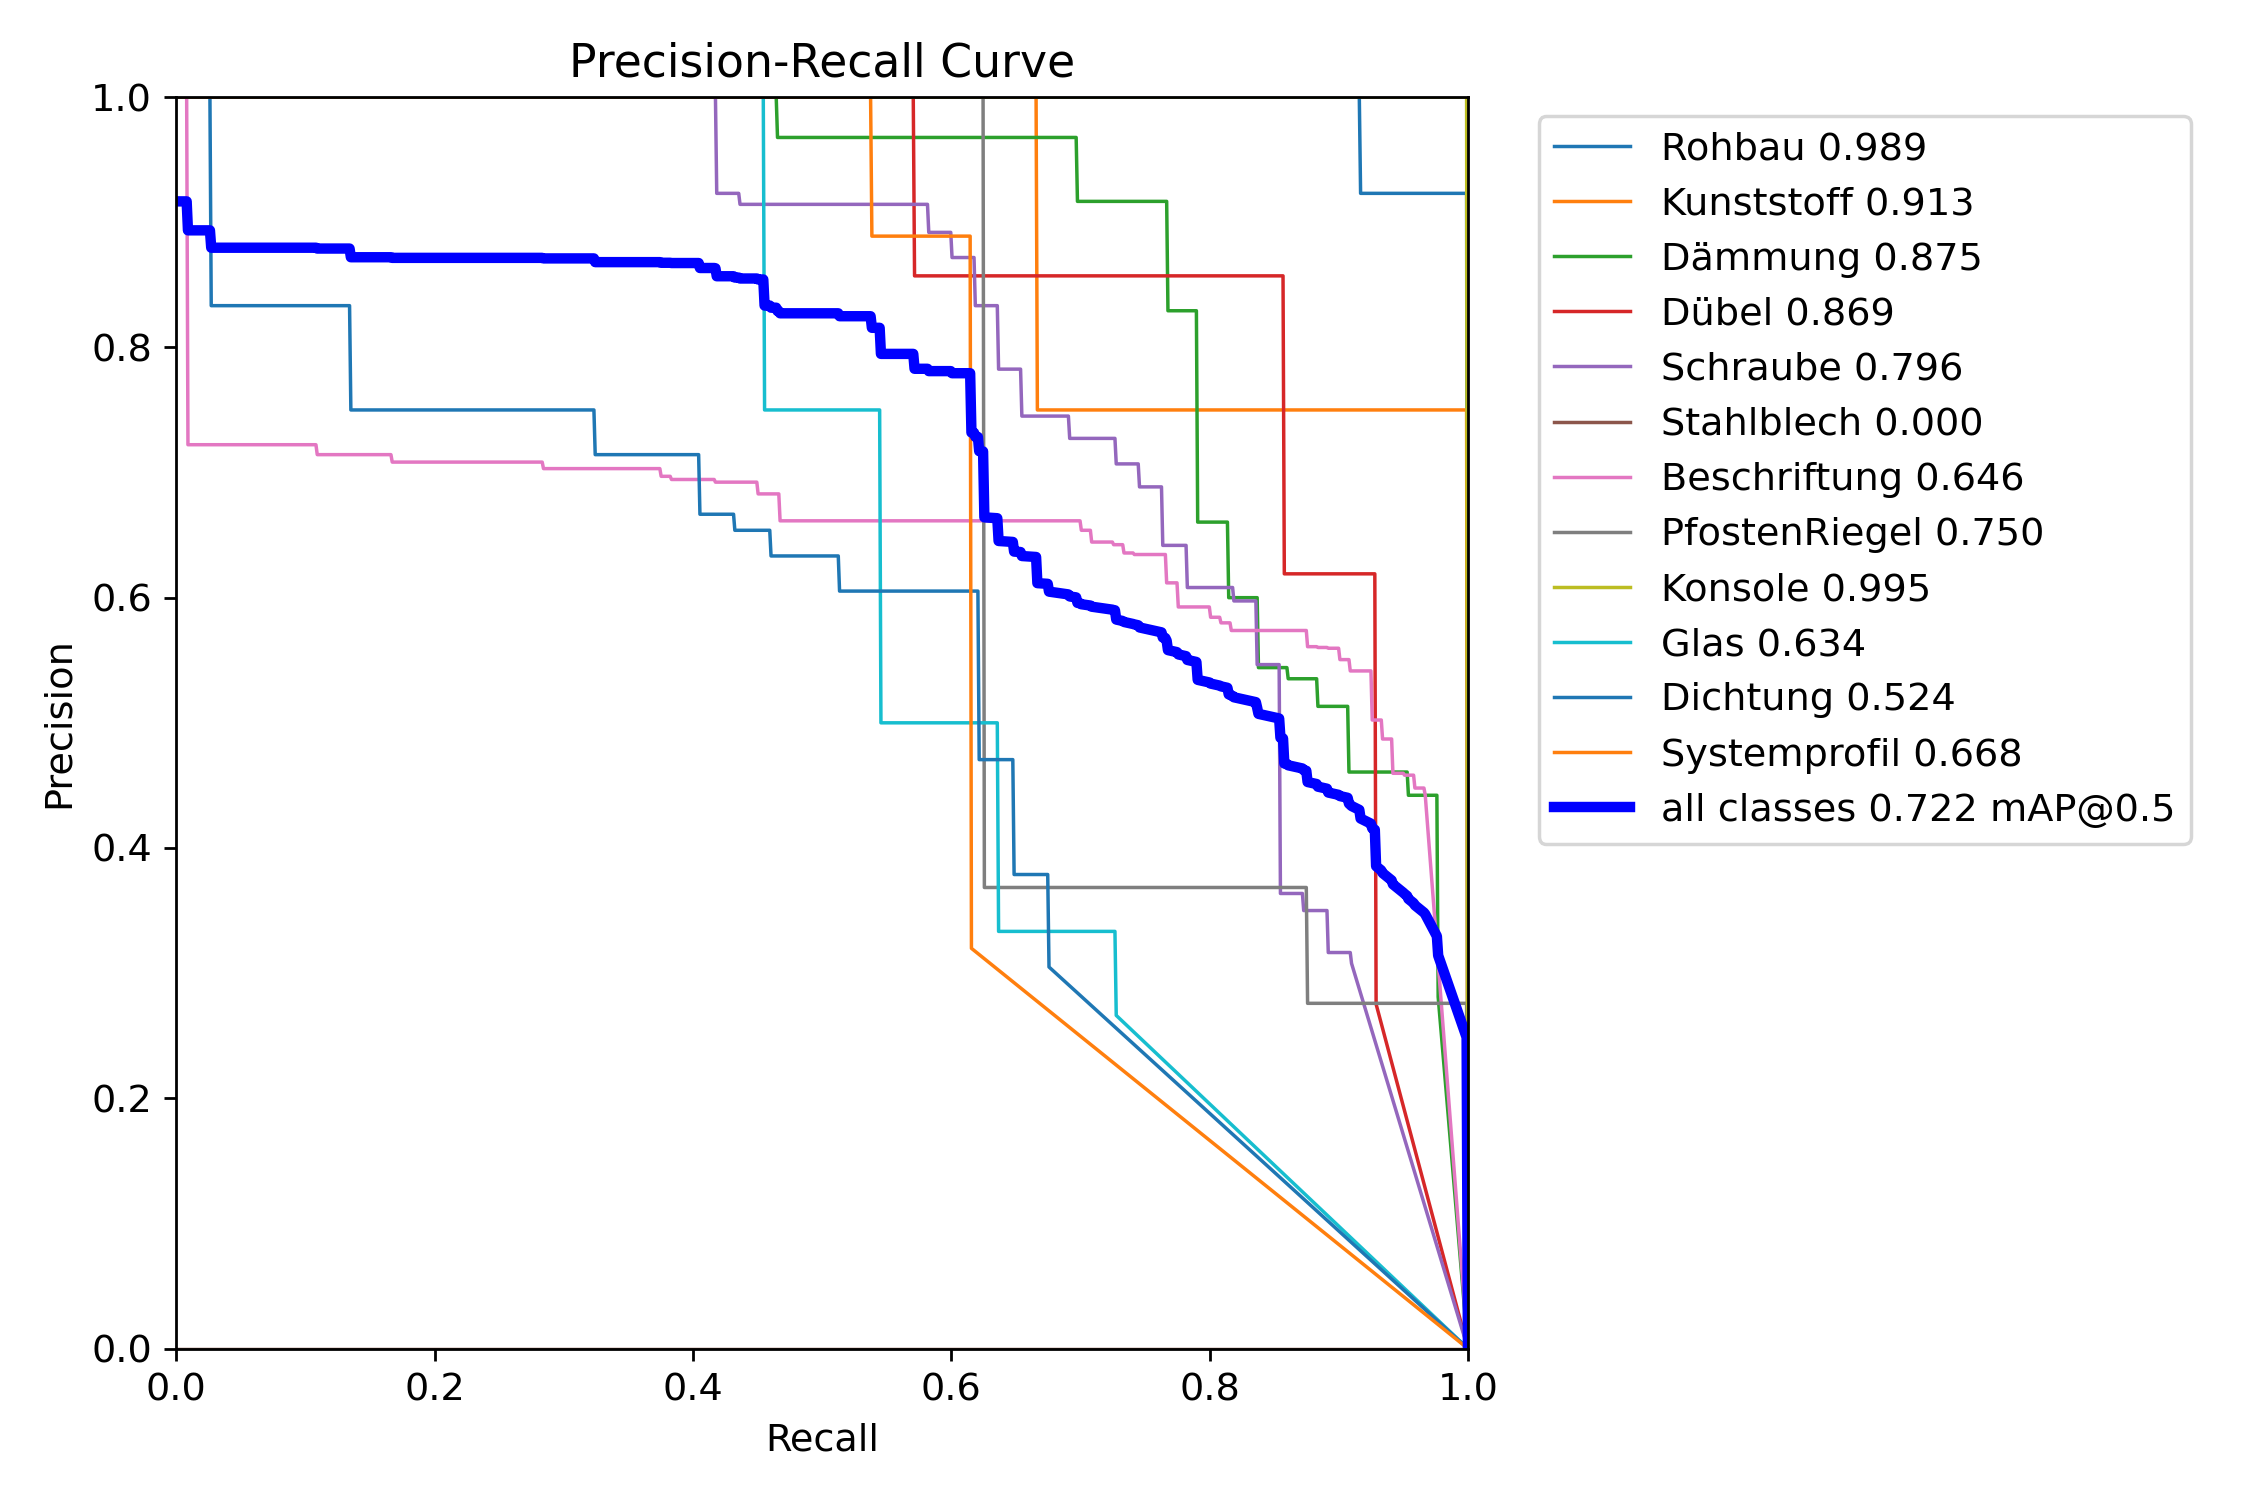 Precision-Recall Curve
1.0
0.8
0.6
0.4
0.2
0.0
Precision
0.0 0.2 0.4 0.6 0.8 1.0
Recall
Rohbau 0.989
Kunststoff 0.913
Dämmung 0.875
Dübel 0.869
Schraube 0.796
Stahlblech 0.000
Beschriftung 0.646
PfostenRiegel 0.750
Konsole 0.995
Glas 0.634
Dichtung 0.524
Systemprofil 0.668
all classes 0.722 mAP@0.5